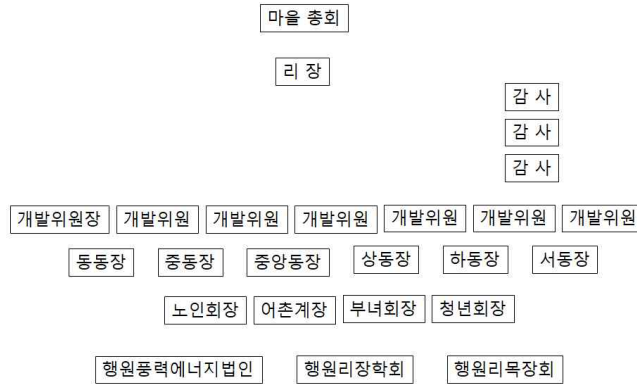 마을 총회
리 장
감 사
감 사
감 사
개발위원장 개발위원 개발위원 개발위원 개발위원 개발위원 개발위원
동동장 중동장 중앙동장 상동장 하동장 서동장
노인회장 어촌계장 부녀회장 청년회장
행원풍력에너지법인 행원리장학회 행원리목장회